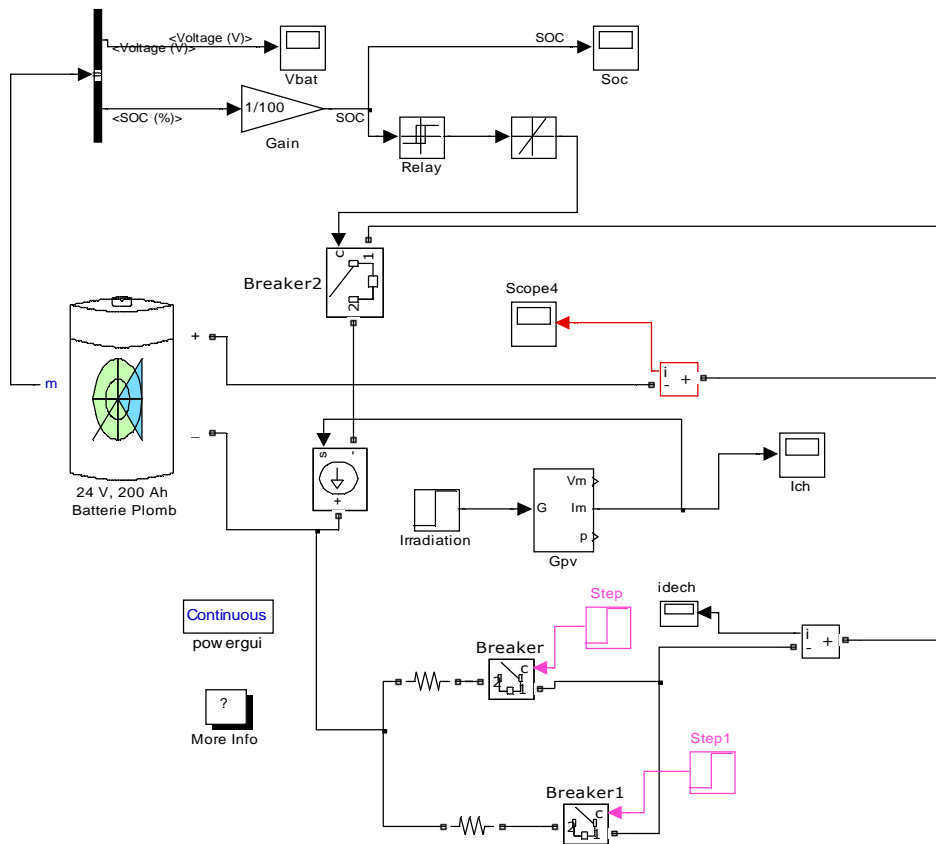 <Voltage (V)>
<Voltage (V)>
Vbat
SOC
Soc
<SOC (%)>
1/100
SOC
Gain
Relay
c
1
Breaker2
2
Scope4
+
i
-
+
m
_
s
-
+
24 V, 200 Ah
Batterie Plomb
Irradiation
G
Vm
Im
p
Gpv
Ich
Continuous
powergui
?
More Info
Step
idech
i
-
+
Breaker
c
2
1
Step1
Breaker1
c
2
1